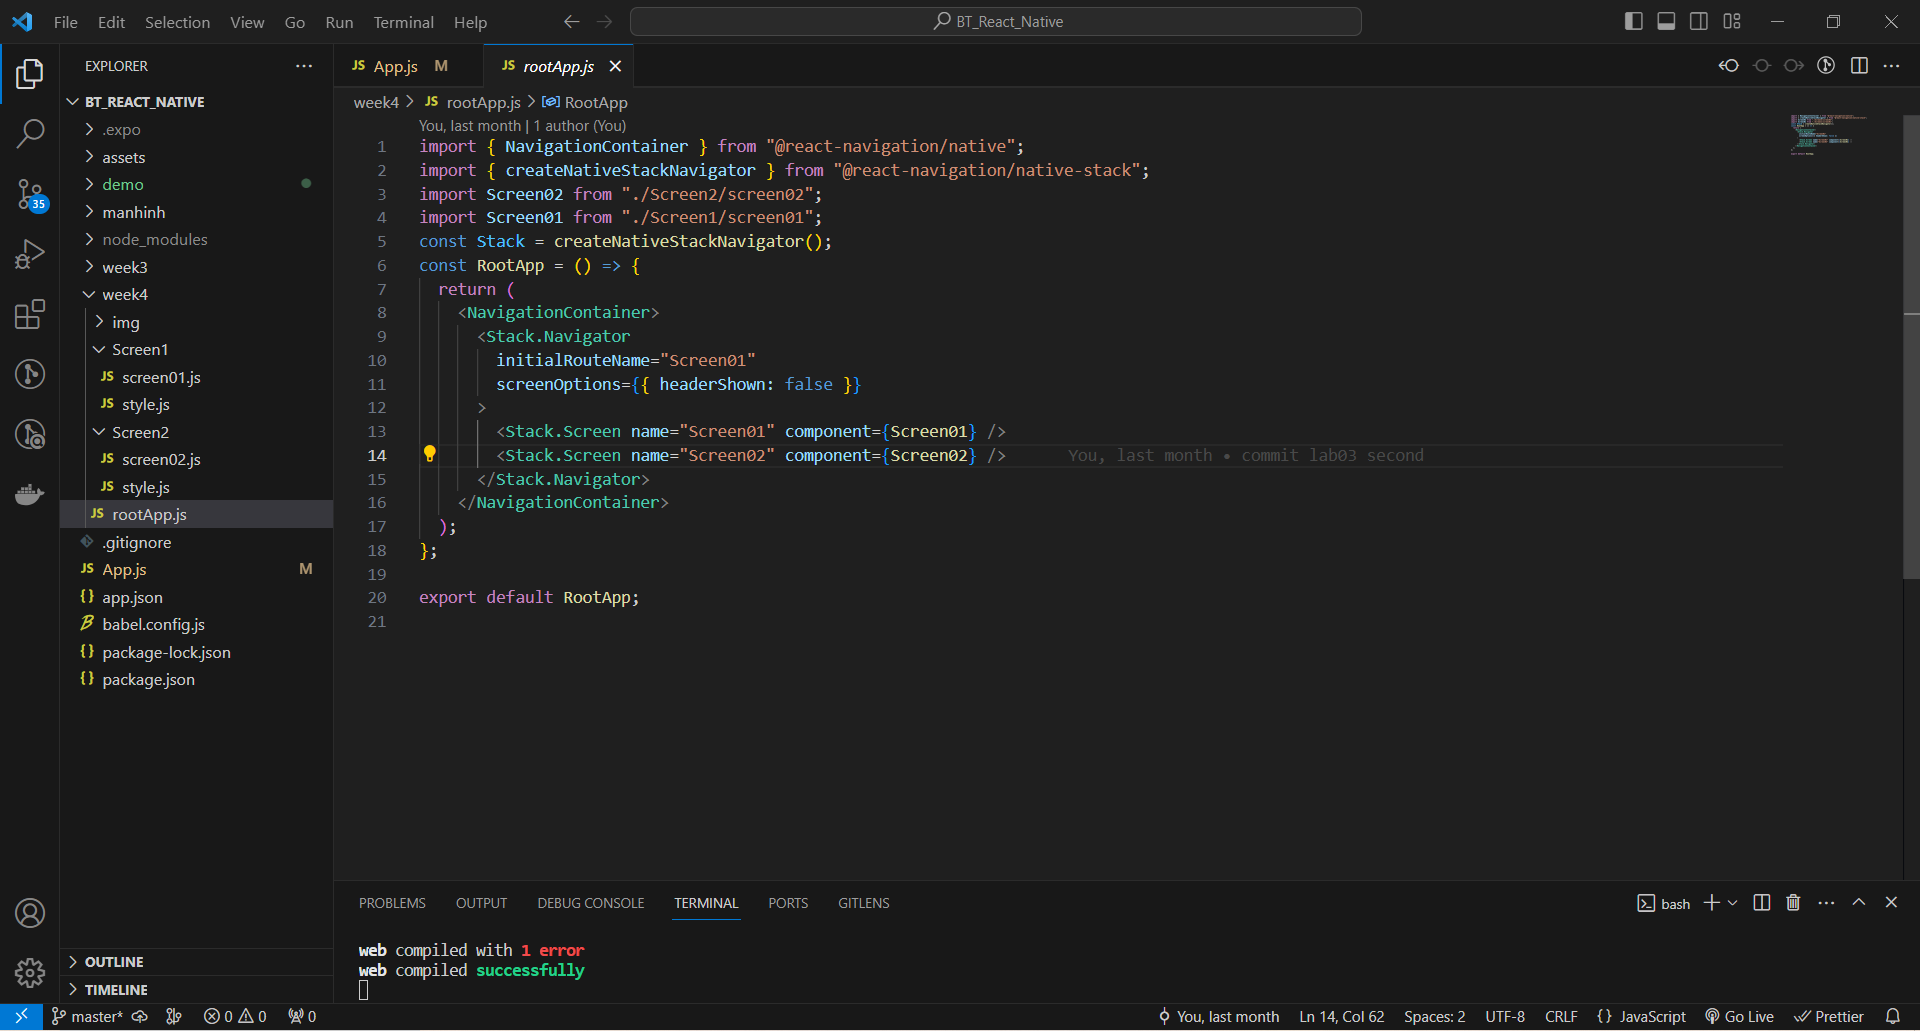 File Edit Selection View Go Run Terminal Help
BT_React_Native
EXPLORER
BT_REACT_NATIVE
.expo
assets
demo
manhinh
node_modules
week3
week4
img
Screen1
JS screen01.js
JS style.js
Screen2
JS screen02.js
JS style.js
JS rootApp.js
.gitignore
JS App.js M
{} app.json
babel.config.js
{} package-lock.json
{} package.json
OUTLINE
TIMELINE
35
JS App.js M
JS rootApp.js
week4 > JS rootApp.js > RootApp
You, last month | 1 author (You)
1 import { NavigationContainer } from "@react-navigation/native";
2 import { createNativeStackNavigator } from "@react-navigation/native-stack";
3 import Screen02 from "./Screen2/screen02";
4 import Screen01 from "./Screen1/screen01";
5 const Stack = createNativeStackNavigator();
6 const RootApp = () => {
7 return (
8 <NavigationContainer>
9 <Stack.Navigator
10 initialRouteName="Screen01"
11 screenOptions={{ headerShown: false }}
12 >
13 <Stack.Screen name="Screen01" component={Screen01} />
14 <Stack.Screen name="Screen02" component={Screen02} /> You, last month • commit lab03 second
15 </Stack.Navigator>
16 </NavigationContainer>
17 );
18 };
19
20 export default RootApp;
21
PROBLEMS OUTPUT DEBUG CONSOLE TERMINAL PORTS GITLENS
bash
web compiled with 1 error
web compiled successfully
master* 0 0 0
You, last month Ln 14, Col 62 Spaces: 2 UTF-8 CRLF {} JavaScript Go Live Prettier